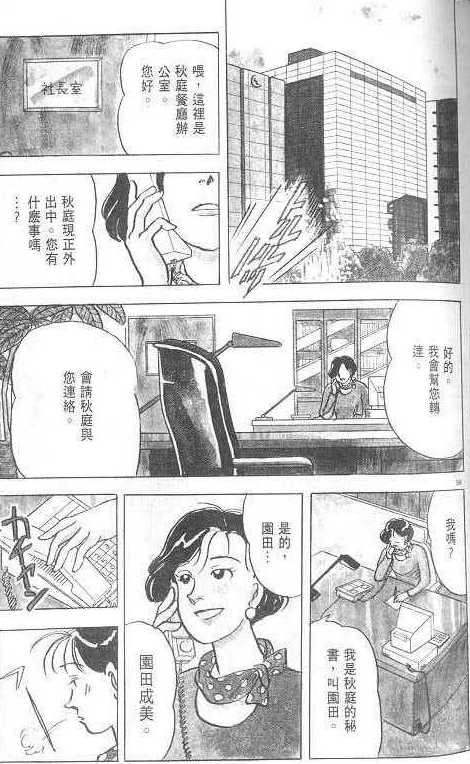 喂，這裡是
秋庭餐廳辦
公室。
您好。
社長室
秋庭現正外
出中。您有
什麼事嗎
…？
好的。
我會幫您轉
達。
會請秋庭與
您連絡。
我嗎？
我是秋庭的秘
書，叫園田。
是的，
園田…
園田成美。